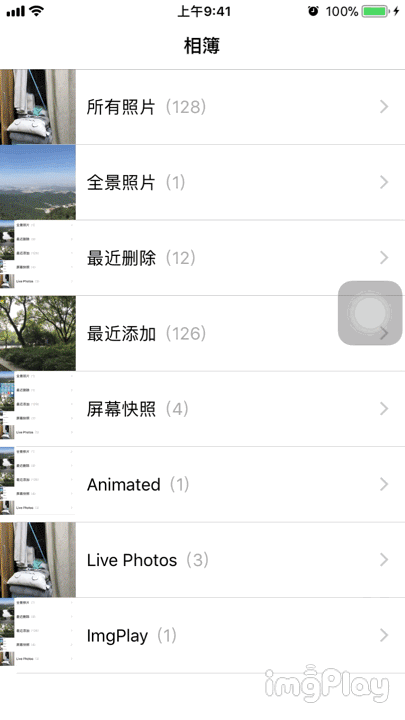 上午9:41
100%
相簿
所有照片 (128)
全景照片 (1)
最近删除 (12)
最近添加 (126)
屏幕快照 (4)
Animated (1)
Live Photos (3)
ImgPlay (1)
imgPlay